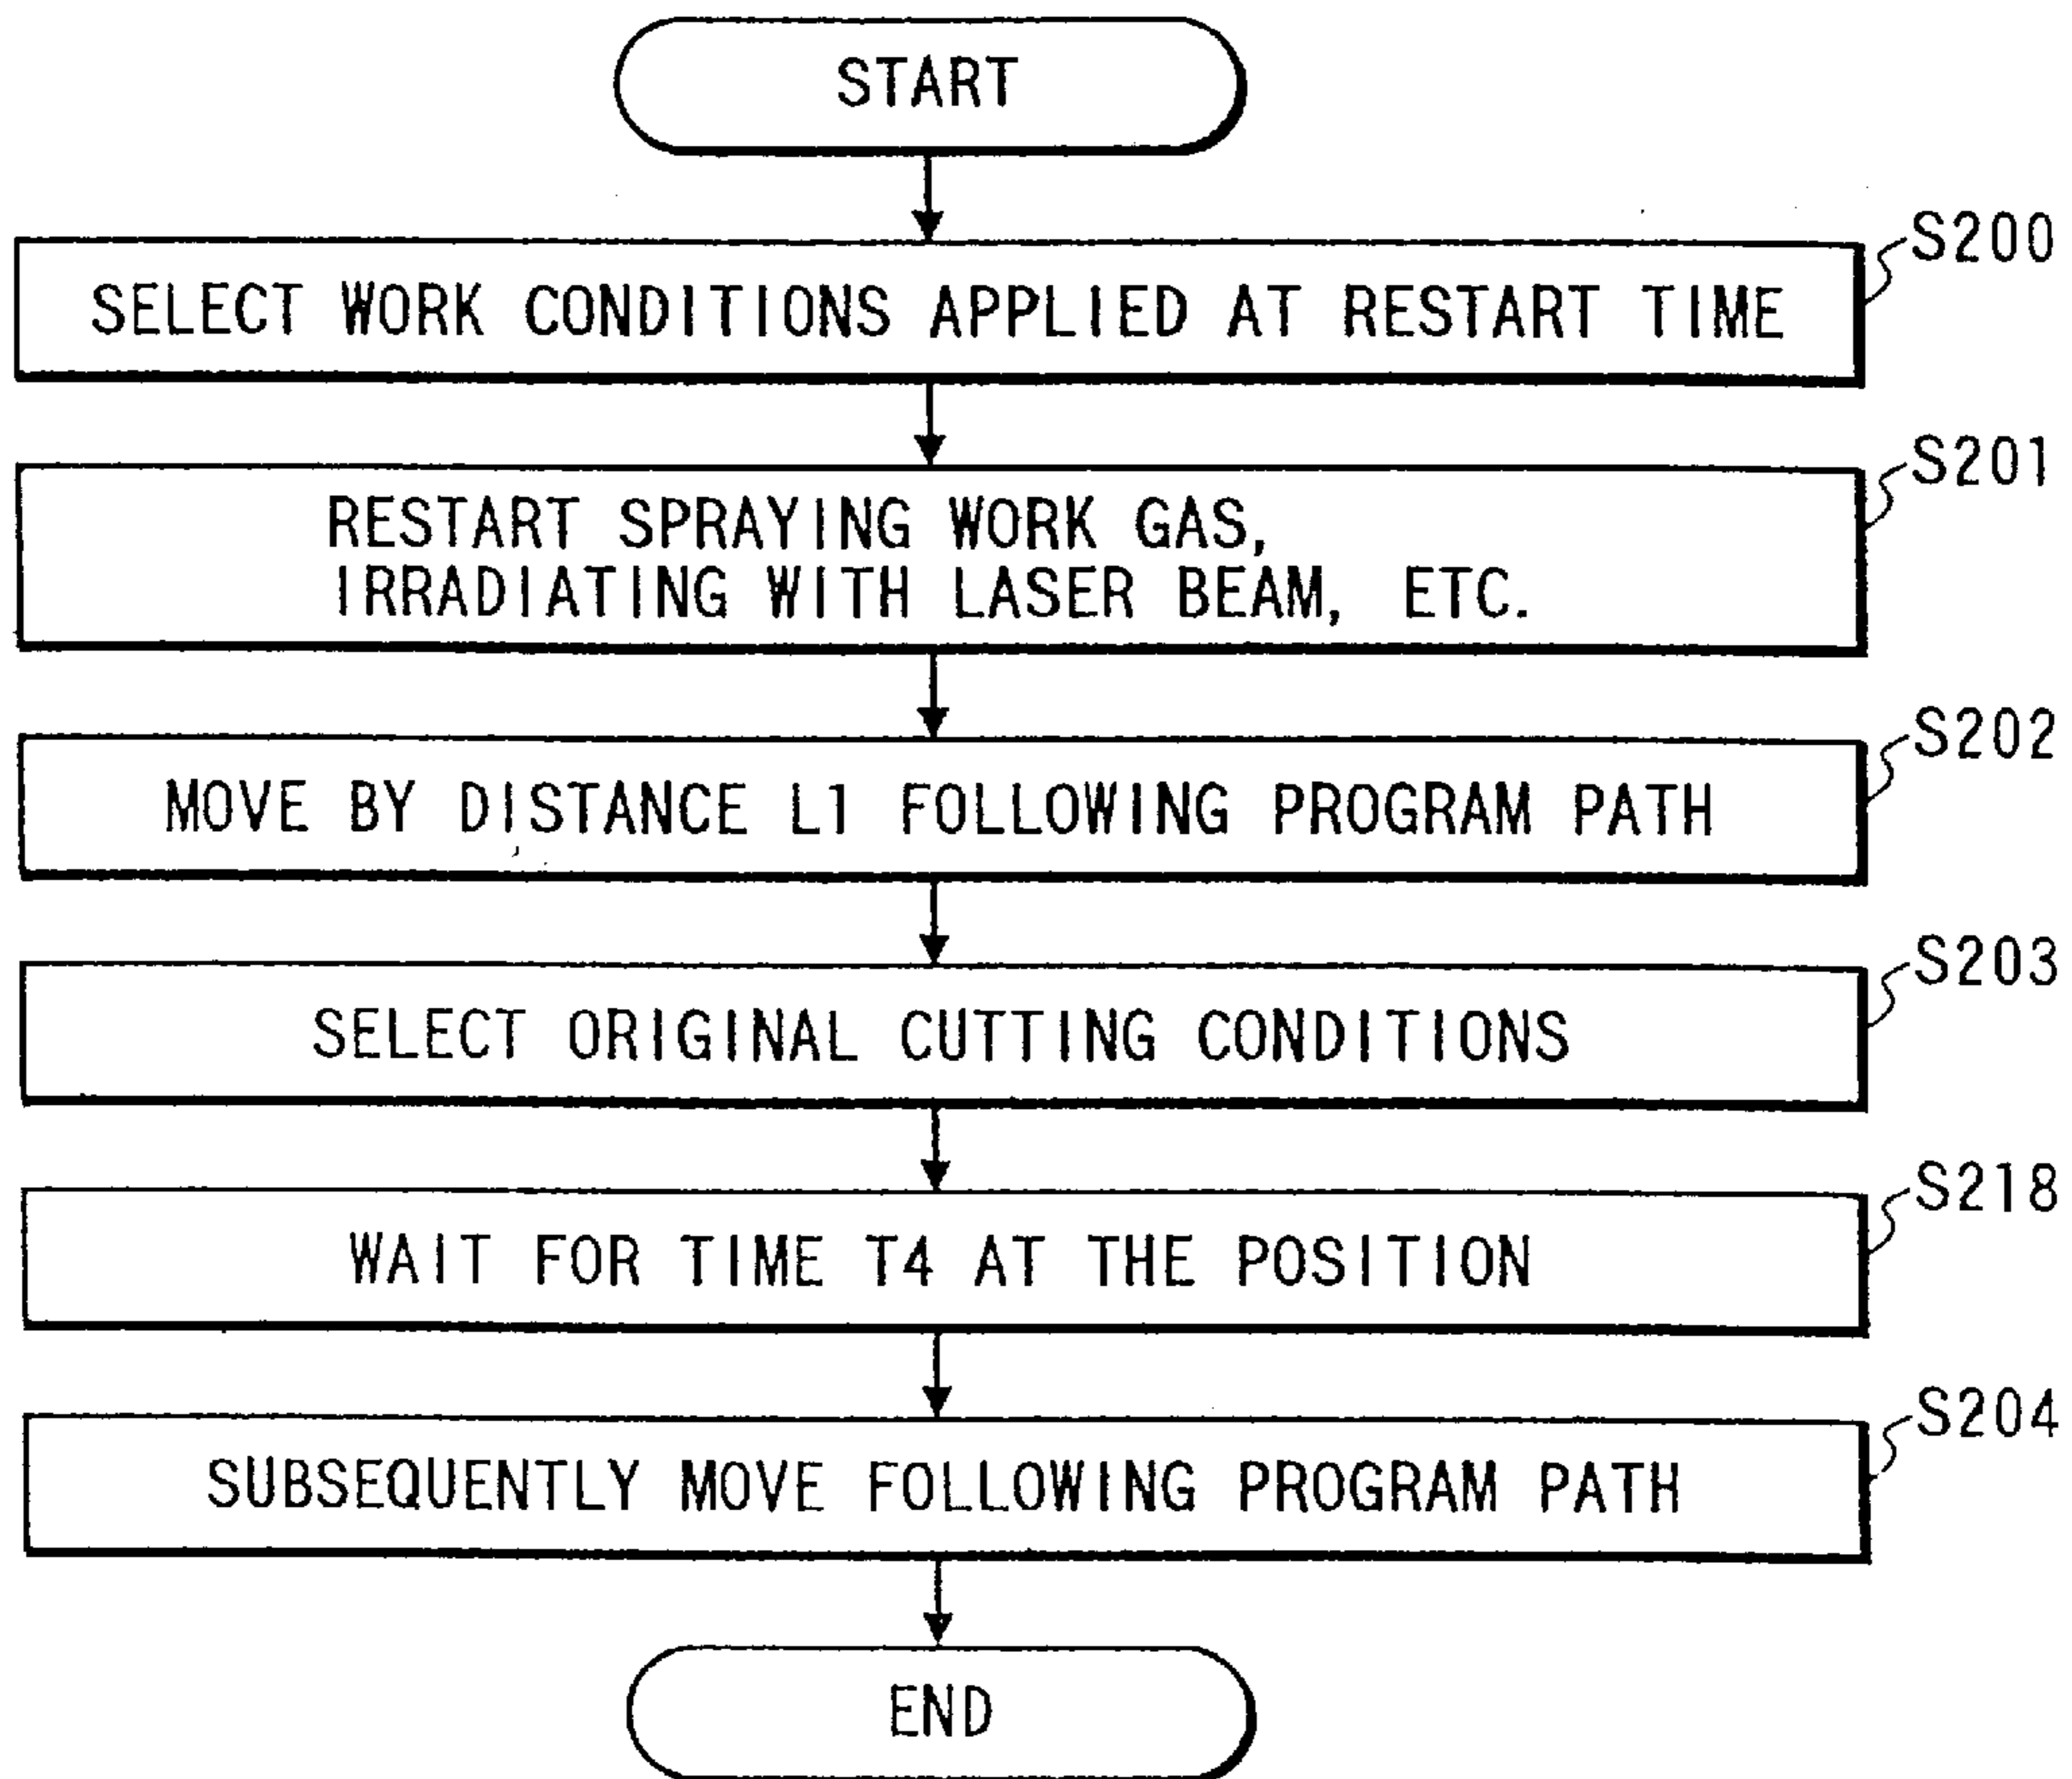 START
S200
SELECT WORK CONDITIONS APPLIED AT RESTART TIME
S201
RESTART SPRAYING WORK GAS,
IRRADIATING WITH LASER BEAM, ETC.
S202
MOVE BY DISTANCE L1 FOLLOWING PROGRAM PATH
S203
SELECT ORIGINAL CUTTING CONDITIONS
S218
WAIT FOR TIME T4 AT THE POSITION
S204
SUBSEQUENTLY MOVE FOLLOWING PROGRAM PATH
END